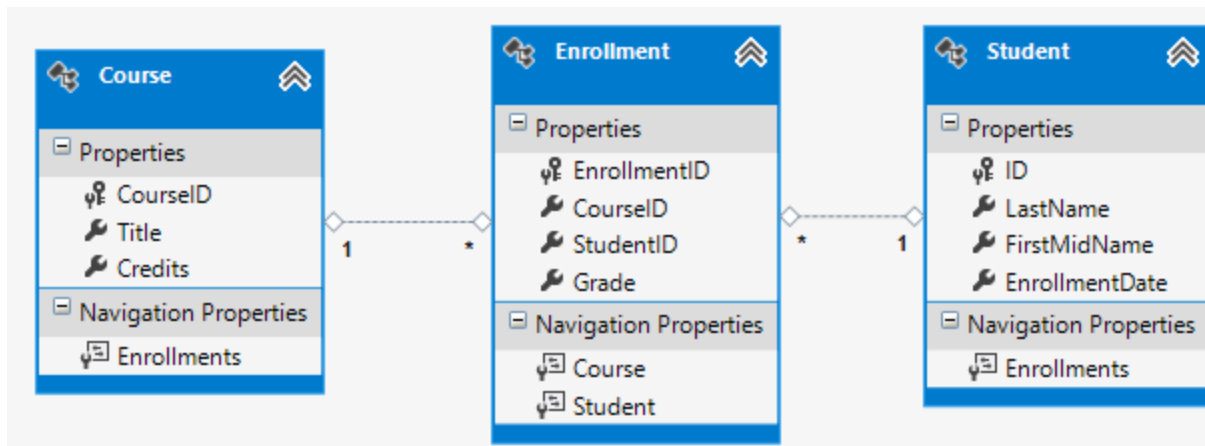 Course
Properties
CourseID
Title
Credits
Navigation Properties
Enrollments
1
*
Enrollment
Properties
EnrollmentID
CourseID
StudentID
Grade
Navigation Properties
Course
Student
*
1
Student
Properties
ID
LastName
FirstMidName
EnrollmentDate
Navigation Properties
Enrollments